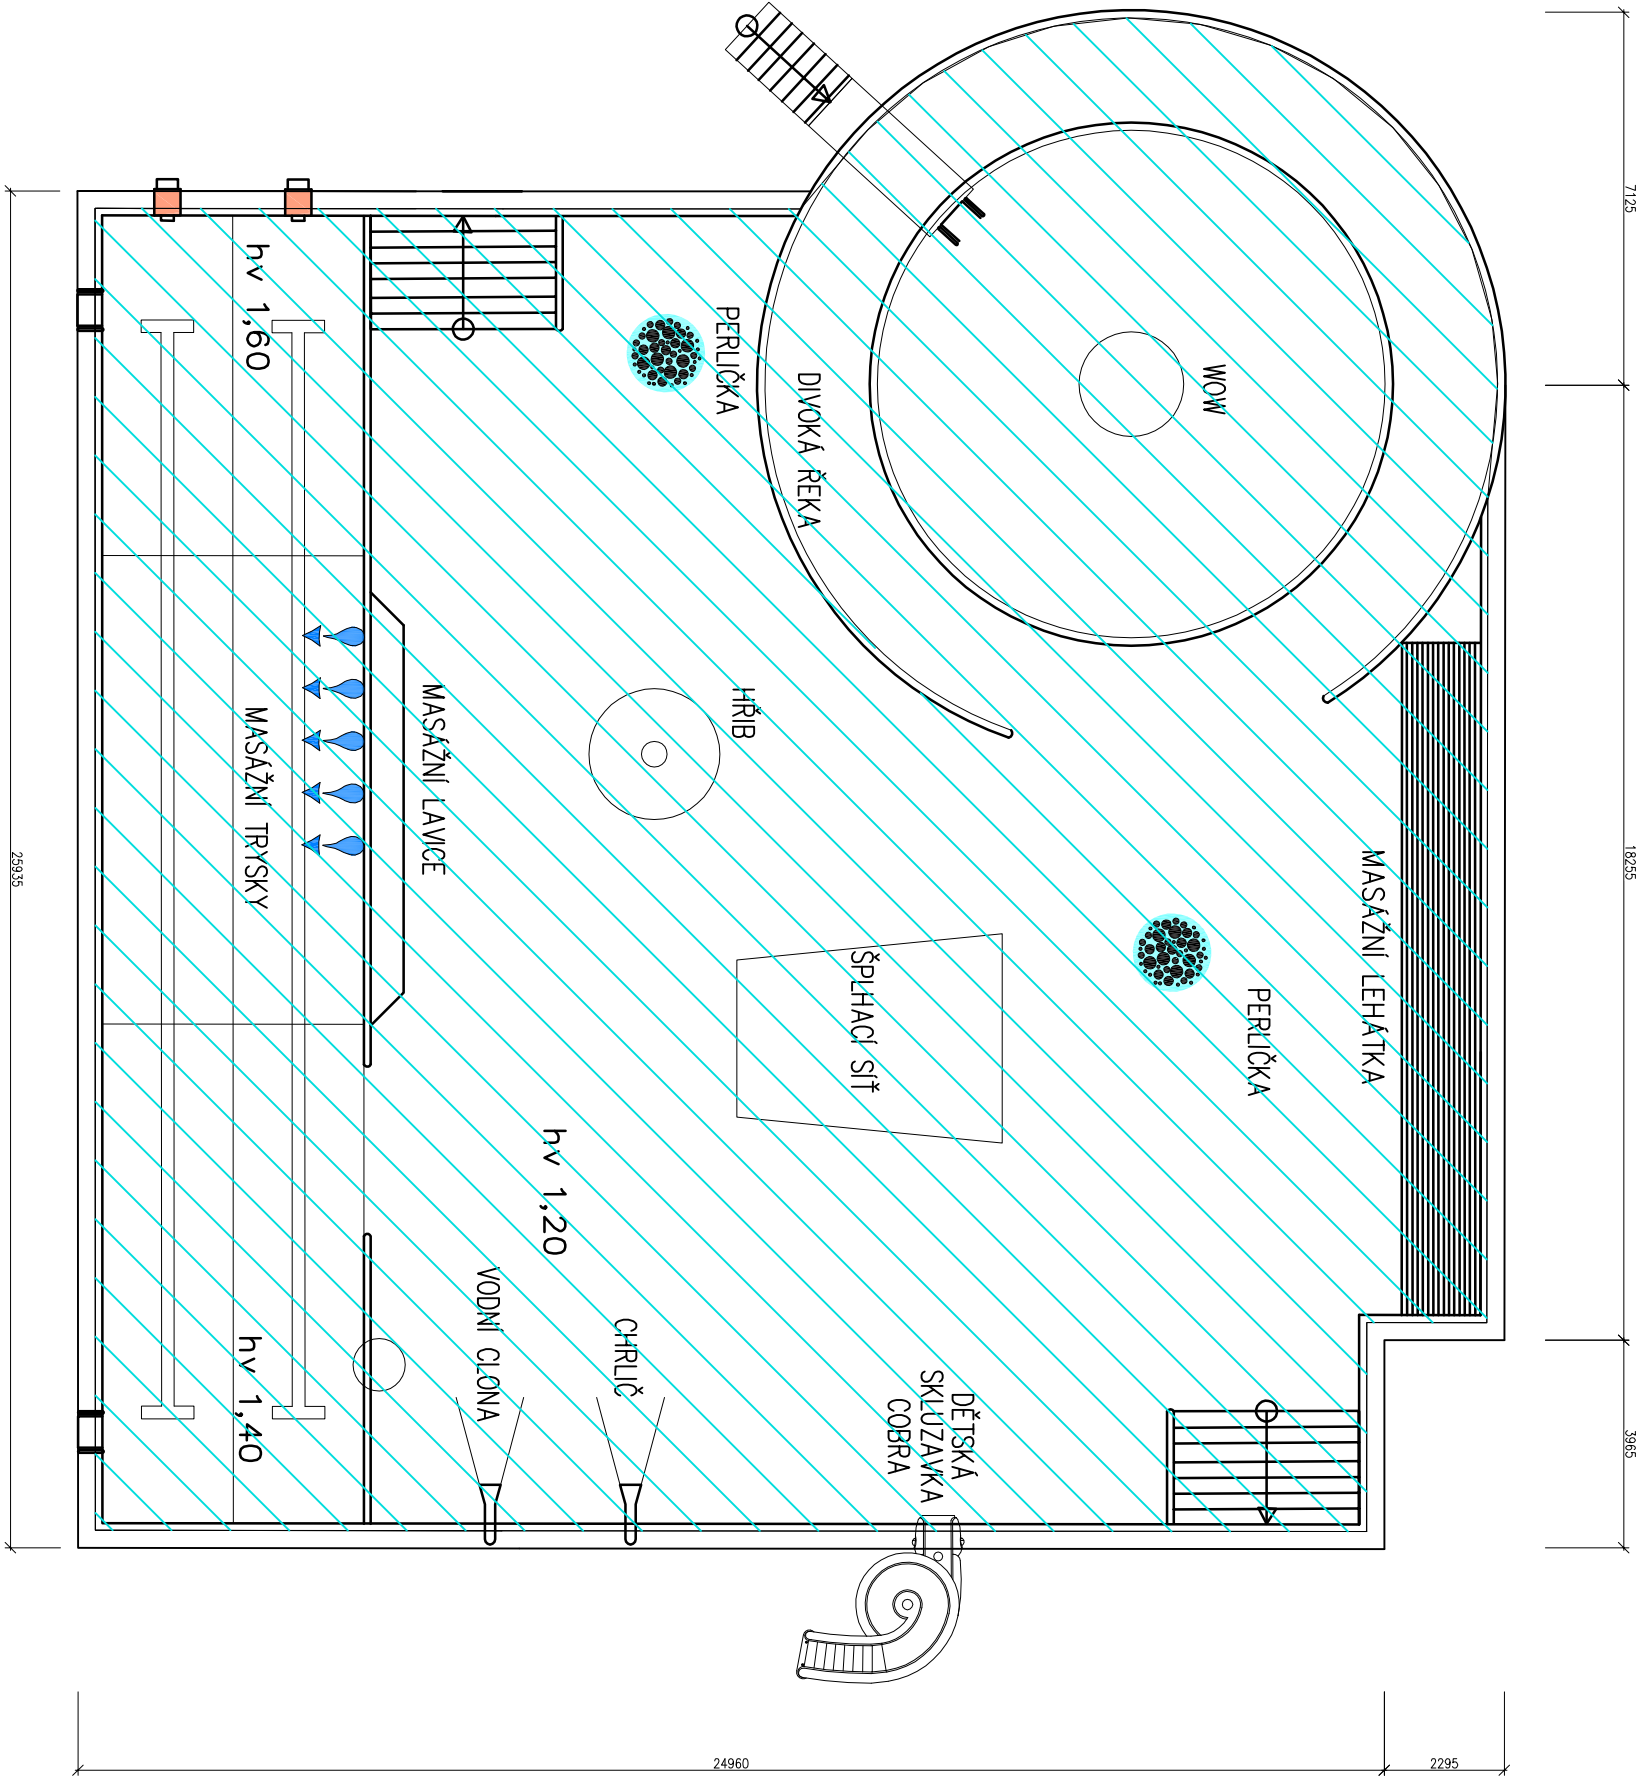 7125
WOW
hv 1,60
PERLIČKA
DIVOKÁ ŘEKA
HŘIB
MASÁŽNÍ LAVICE
MASÁŽNÍ TRYSKY
25935
18255
MASÁŽNÍ LEHÁTKA
ŠPLHACÍ SÍŤ
PERLIČKA
hv 1,20
VODNÍ CLONA
CHRLIČ
hv 1,40
DĚTSKÁ
SKLUZAVKA
COBRA
3965
24960
2295